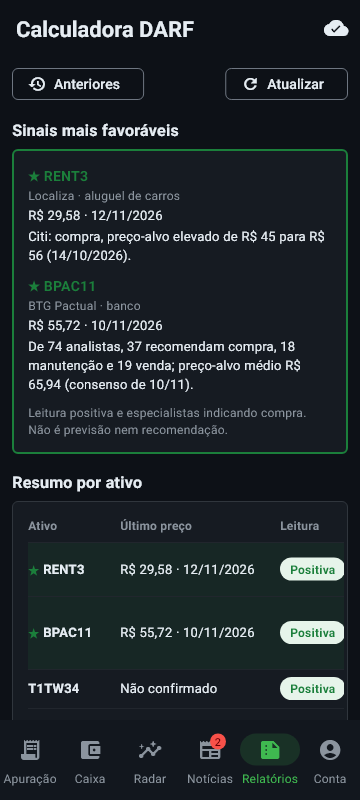 Calculadora DARF
Anteriores
Atualizar
Sinais mais favoráveis
★ RENT3
Localiza · aluguel de carros
R$ 29,58 · 12/11/2026
Citi: compra, preço-alvo elevado de R$ 45 para R$
56 (14/10/2026).
★ BPAC11
BTG Pactual · banco
R$ 55,72 · 10/11/2026
De 74 analistas, 37 recomendam compra, 18
manutenção e 19 venda; preço-alvo médio R$
65,94 (consenso de 10/11).
Leitura positiva e especialistas indicando compra.
Não é previsão nem recomendação.
Resumo por ativo
Ativo Último preço Leitura
★ RENT3 R$ 29,58 · 12/11/2026 Positiva
★ BPAC11 R$ 55,72 · 10/11/2026 Positiva
T1TW34 Não confirmado Positiva
2
Apuração Caixa Radar Notícias Relatórios Conta